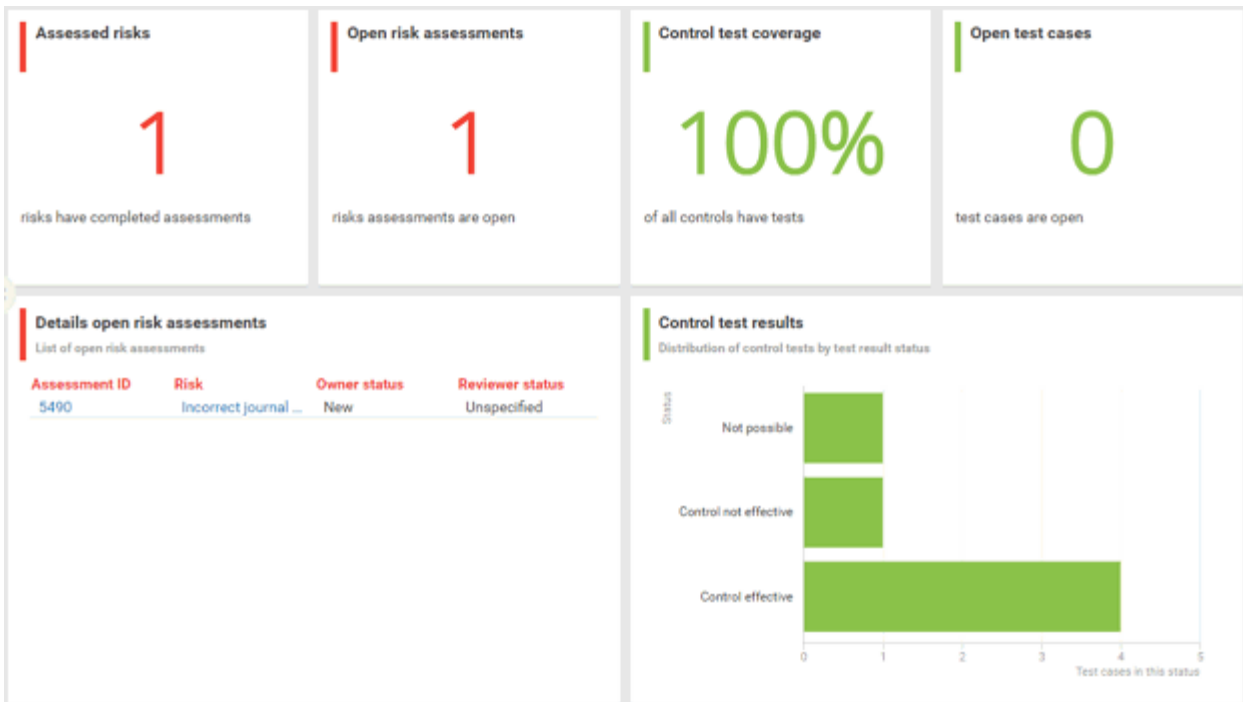 Assessed risks
1
risks have completed assessments
Open risk assessments
1
risks assessments are open
Control test coverage
100%
of all controls have tests
Open test cases
0
test cases are open
Details open risk assessments
List of open risk assessments
Assessment ID Risk Owner status Reviewer status
5490 Incorrect journal ... New Unspecified
Control test results
Distribution of control tests by test result status
Status
Not possible
Control not effective
Control effective
0 1 2 3 4 5
Test cases in this status